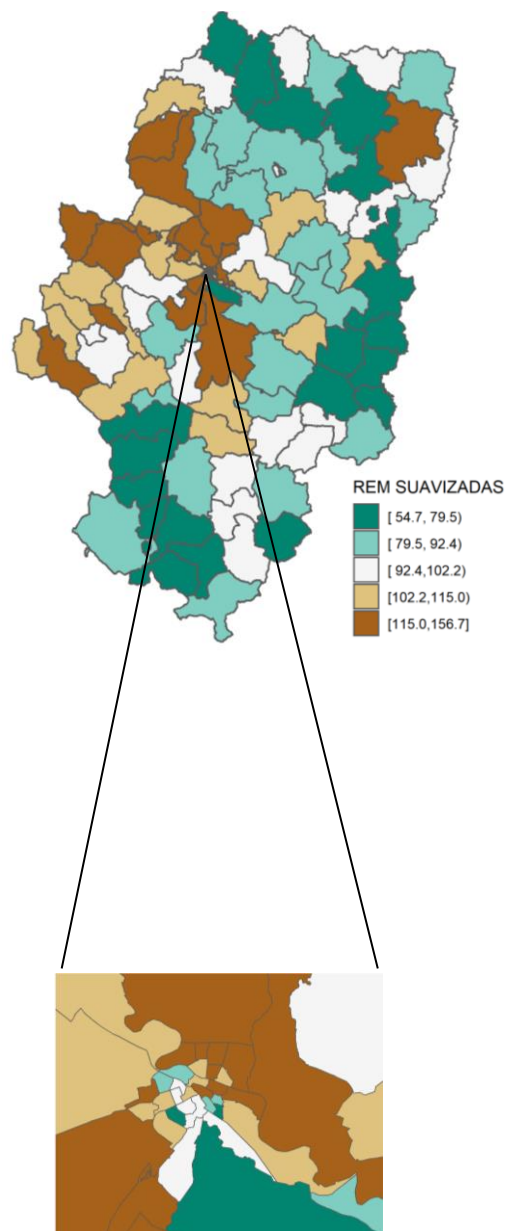 REM SUAVIZADAS
[ 54.7, 79.5)
[ 79.5, 92.4)
[ 92.4,102.2)
[102.2,115.0)
[115.0,156.7]